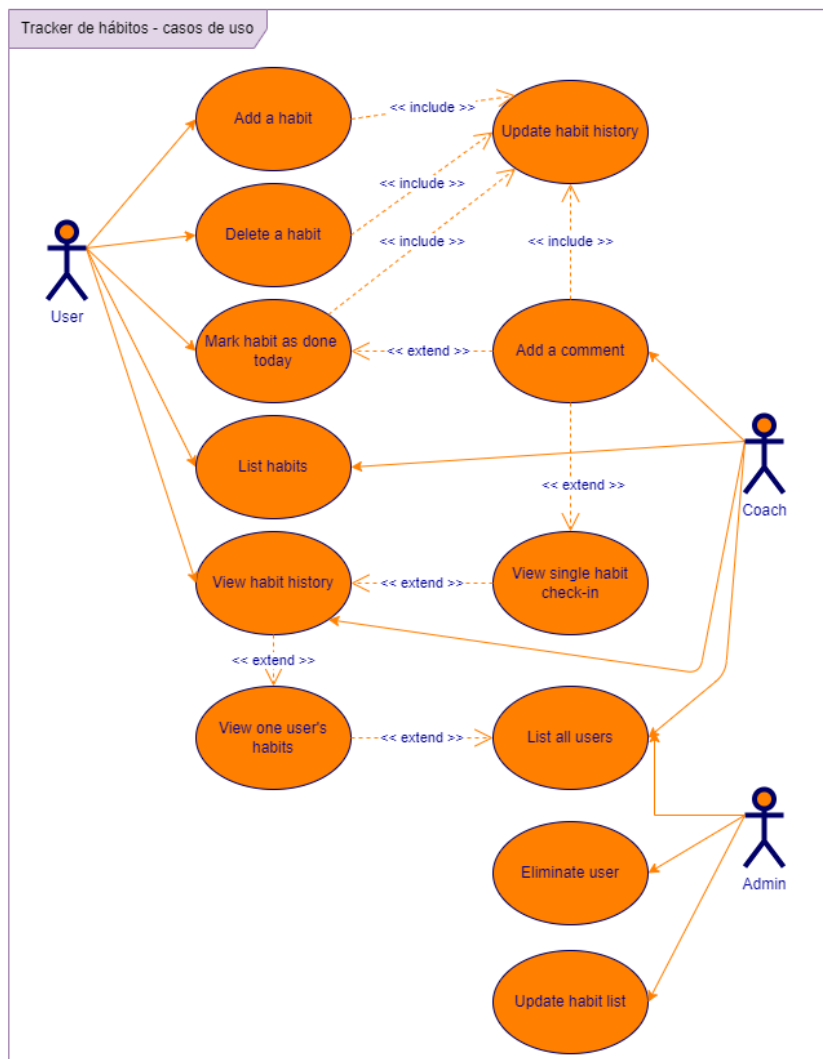 Tracker de hábitos - casos de uso
Add a habit
<< include >>
Update habit history
<< include >>
Delete a habit
<< include >>
<< include >>
User
Mark habit as done
today
<< extend >>
Add a comment
List habits
<< extend >>
Coach
View habit history
<< extend >>
View single habit
check-in
<< extend >>
View one user's
habits
<< extend >>
List all users
Eliminate user
Admin
Update habit list